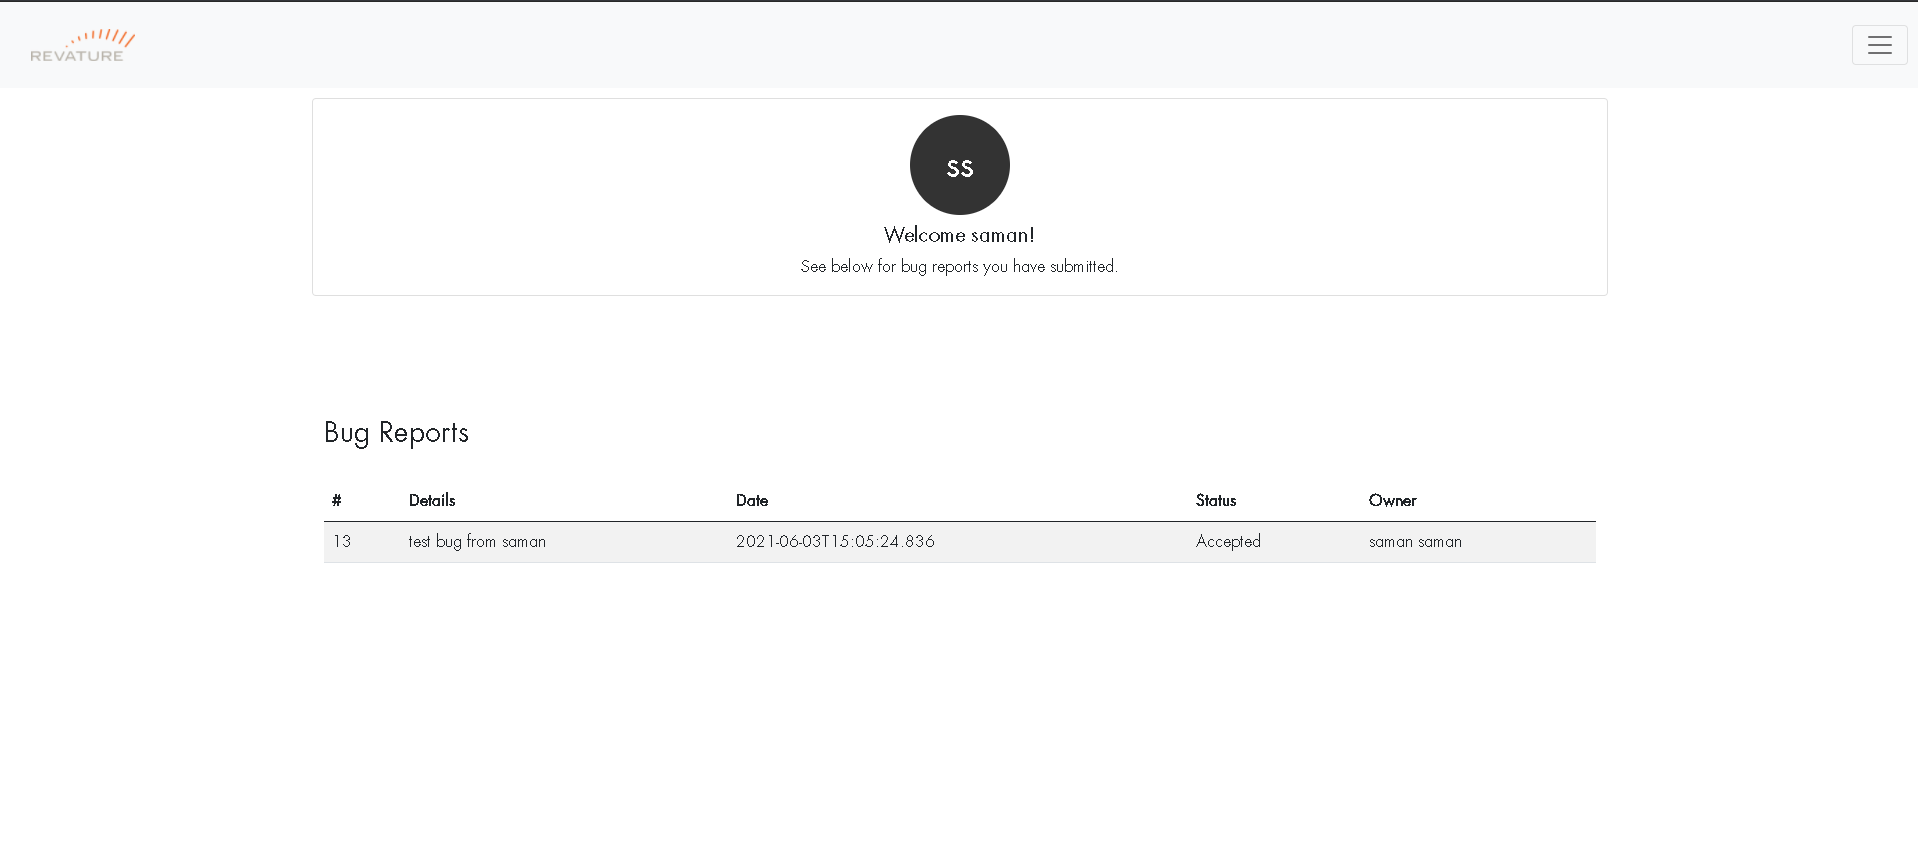 REVATURE
ss
Welcome saman!
See below for bug reports you have submitted.
Bug Reports
# Details Date Status Owner
13 test bug from saman 2021-06-03T15:05:24.836 Accepted saman saman